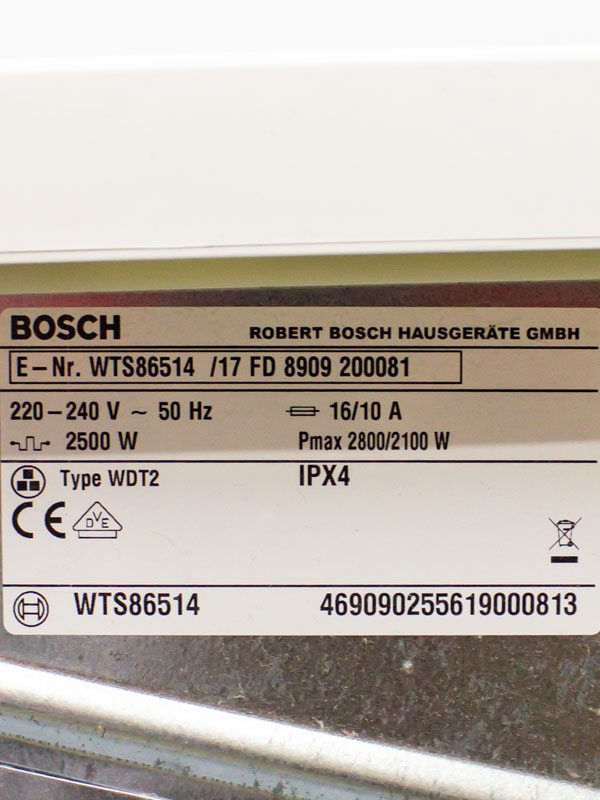 BOSCH ROBERT BOSCH HAUSGERÄTE GMBH
E-Nr. WTS86514 /17 FD 8909 200081
220-240 V ~ 50 Hz 16/10 A
2500 W Pmax 2800/2100 W
Type WDT2 IPX4
CE DVE
WTS86514 469090255619000813